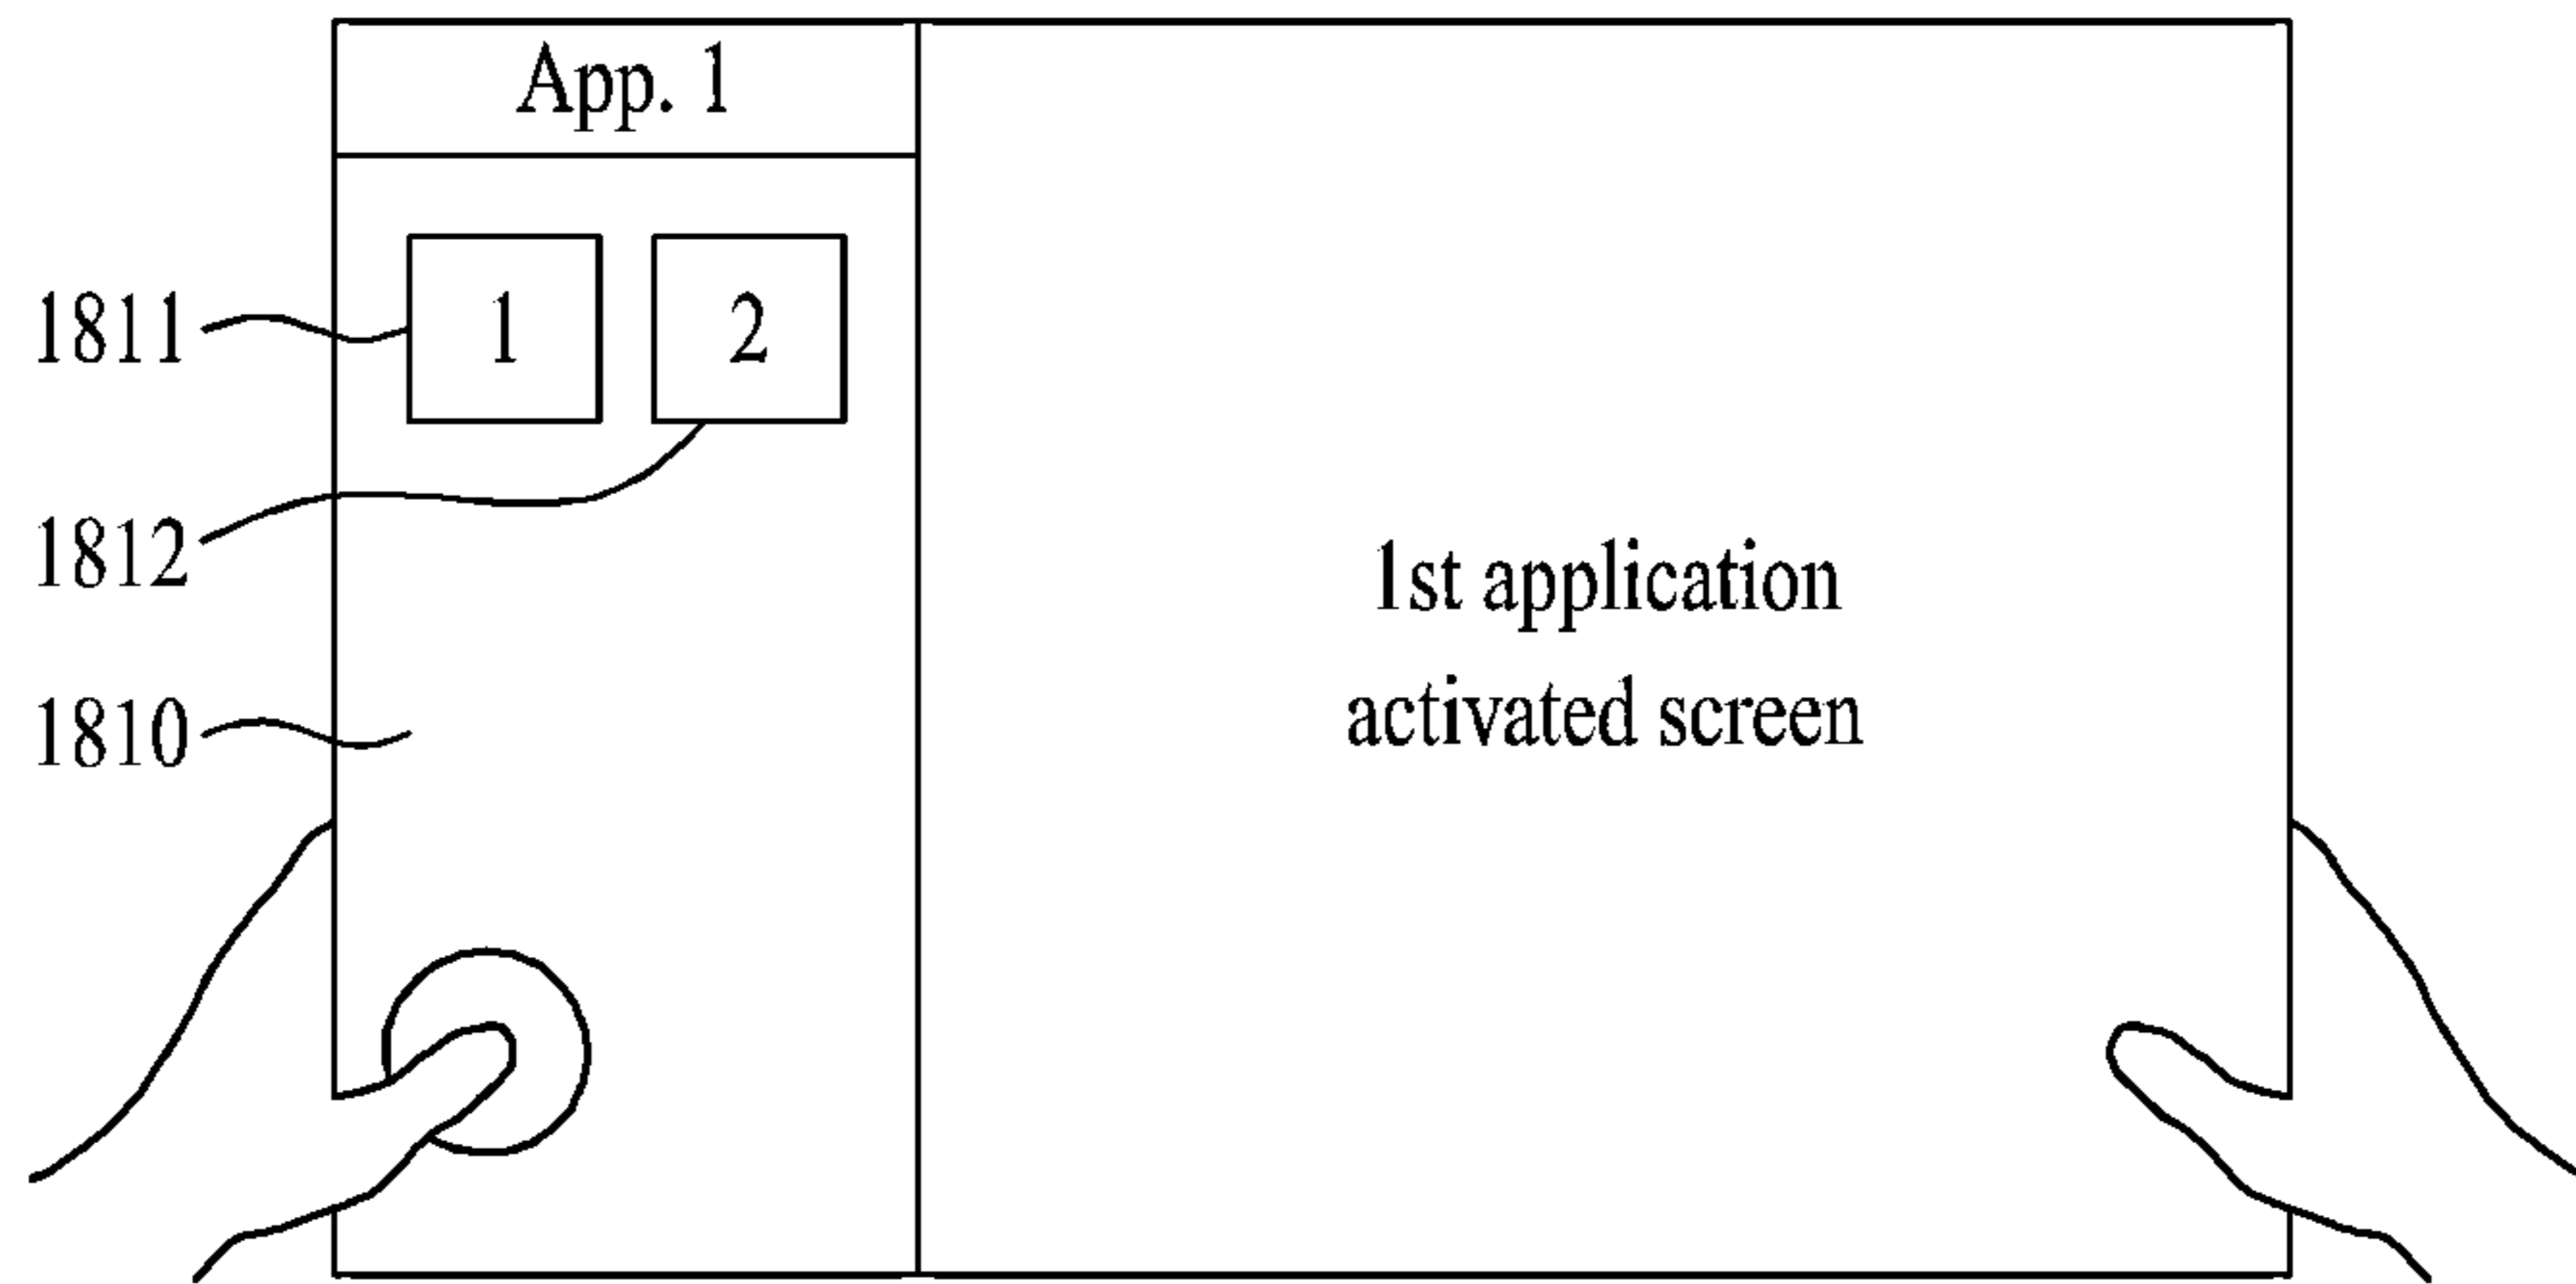 App. 1
1811
1
2
1812
1810
1st application
activated screen